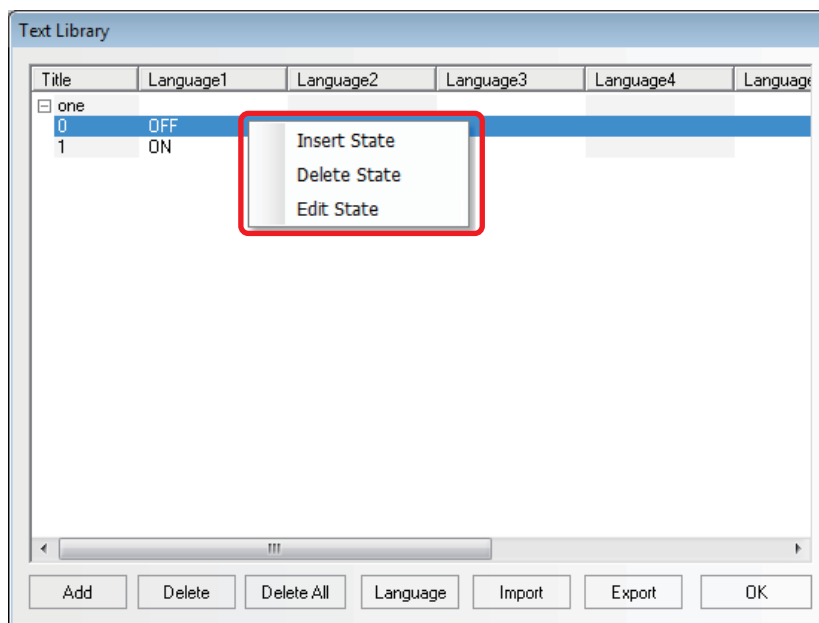 Text Library
Title Language1 Language2 Language3 Language4 Language
one
0 OFF
1 ON
Insert State
Delete State
Edit State
Add Delete Delete All Language Import Export OK